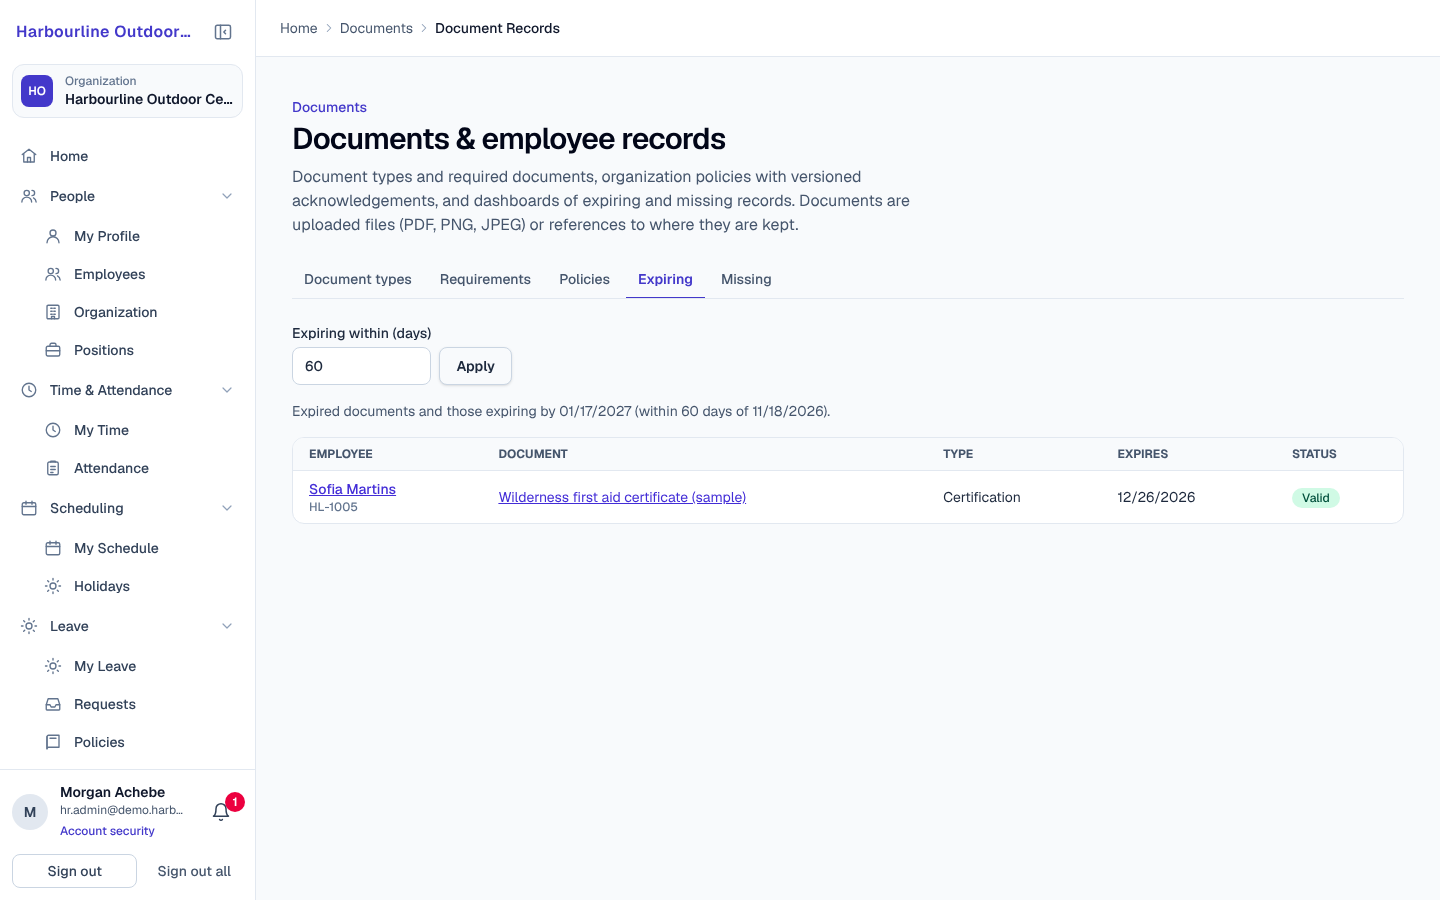 Harbourline Outdoor...
HO
Organization
Harbourline Outdoor Ce...
Home
People
My Profile
Employees
Organization
Positions
Time & Attendance
My Time
Attendance
Scheduling
My Schedule
Holidays
Leave
My Leave
Requests
Policies
M
Morgan Achebe
hr.admin@demo.harb...
Account security
1
Sign out
Sign out all
Home > Documents > Document Records
Documents
Documents & employee records
Document types and required documents, organization policies with versioned
acknowledgements, and dashboards of expiring and missing records. Documents are
uploaded files (PDF, PNG, JPEG) or references to where they are kept.
Document types Requirements Policies Expiring Missing
Expiring within (days)
60 Apply
Expired documents and those expiring by 01/17/2027 (within 60 days of 11/18/2026).
EMPLOYEE DOCUMENT TYPE EXPIRES STATUS
Sofia Martins Wilderness first aid certificate (sample) Certification 12/26/2026 Valid
HL-1005